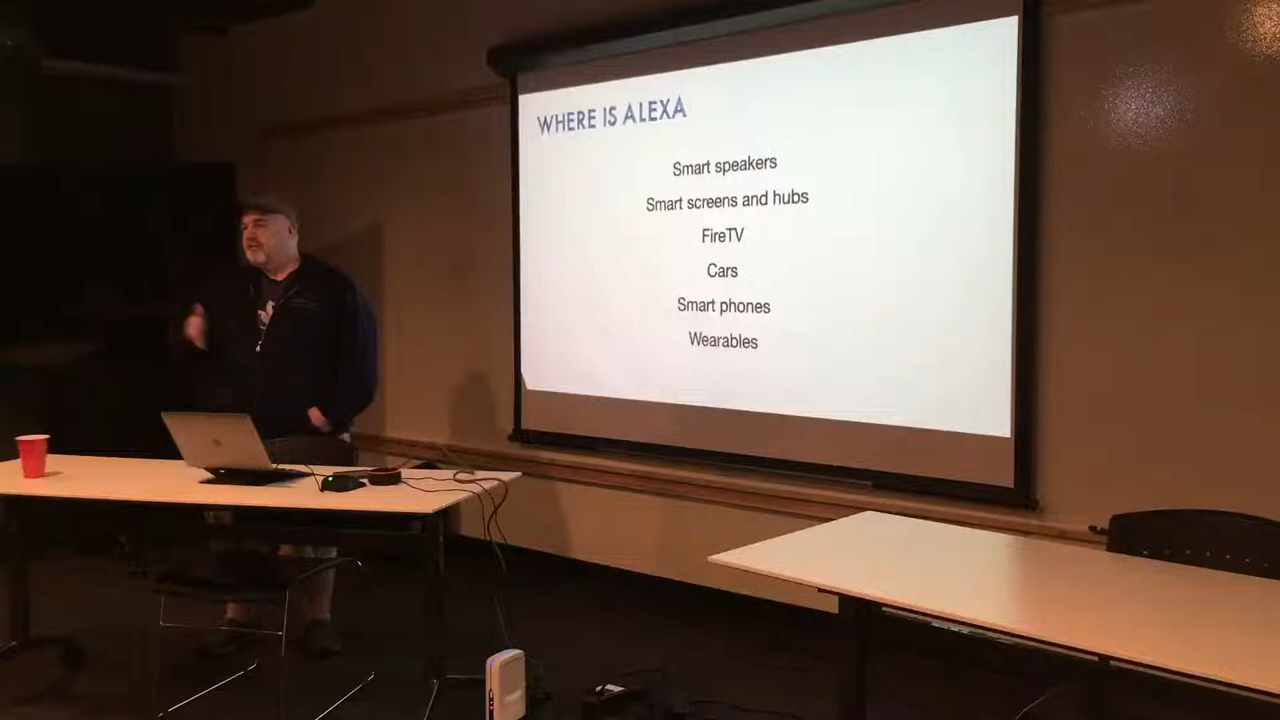 WHERE IS ALEXA
Smart speakers
Smart screens and hubs
FireTV
Cars
Smart phones
Wearables